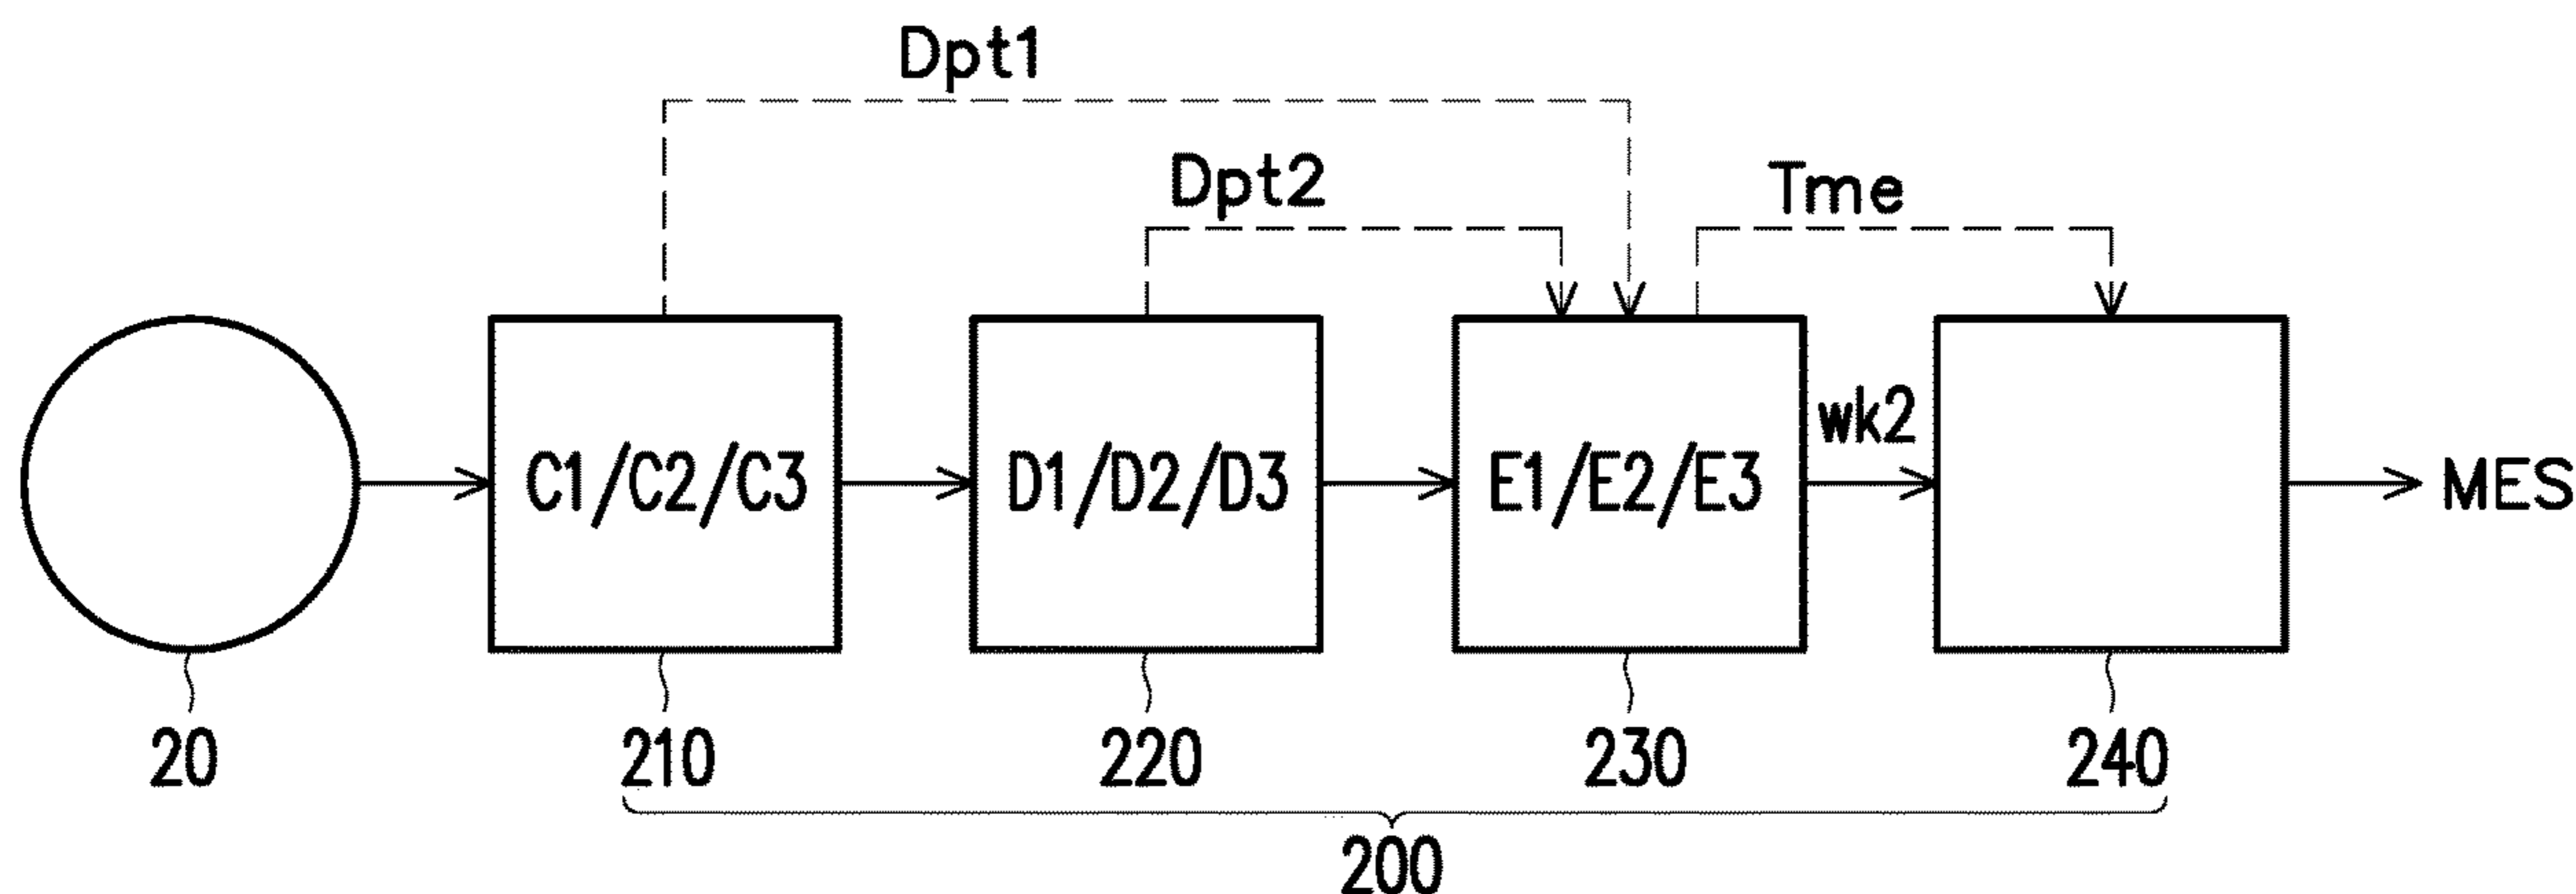 Dpt1
Dpt2 Tme
wk2
C1/C2/C3 D1/D2/D3 E1/E2/E3 MES
20 210 220 230 240
200